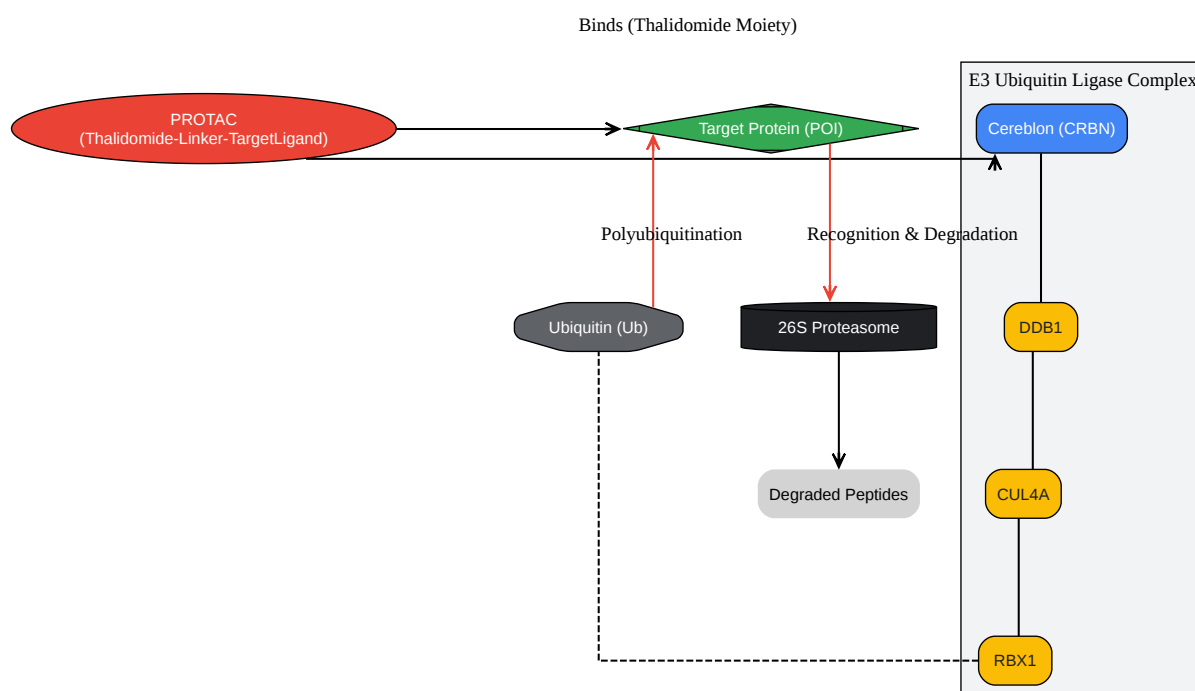 Binds (Thalidomide Moiety)
E3 Ubiquitin Ligase Complex
PROTAC
(Thalidomide-Linker-TargetLigand)
Target Protein (POI)
Cereblon (CRBN)
Polyubiquitination
Recognition & Degradation
Ubiquitin (Ub)
26S Proteasome
DDB1
Degraded Peptides
CUL4A
RBX1